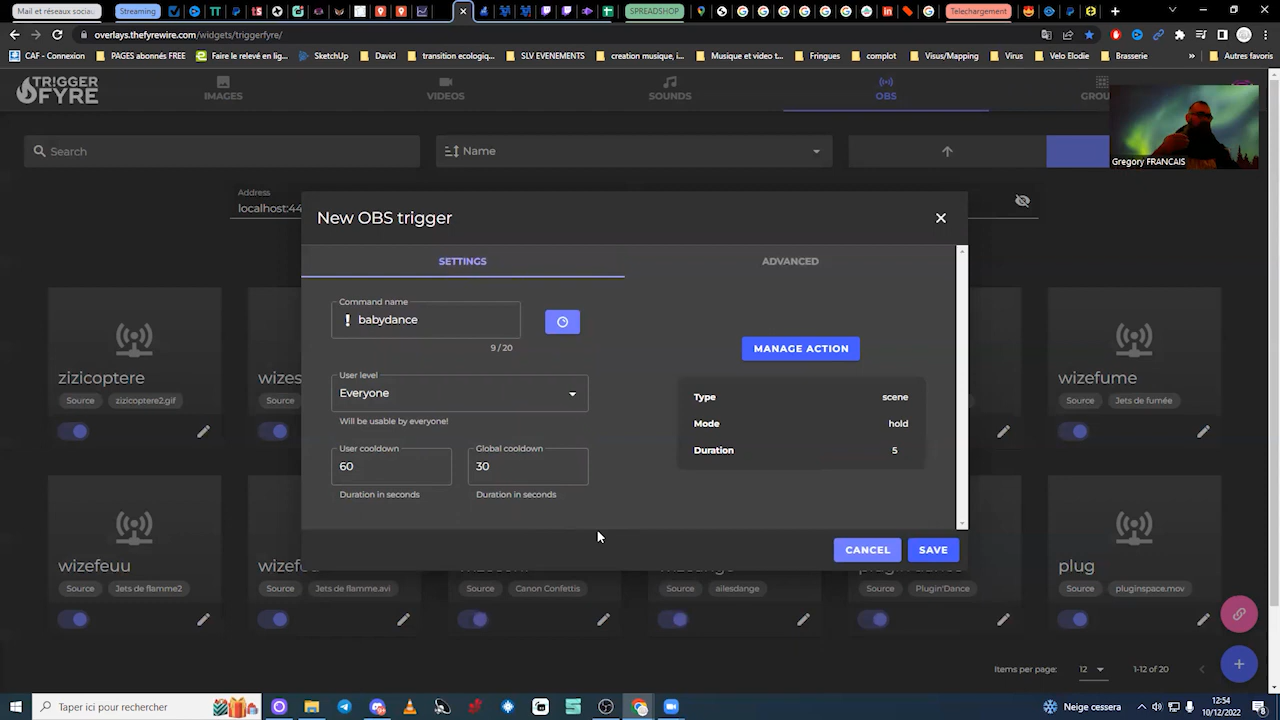 Mail et réseaux sociau
Streaming
SPREADSHOP
Telechargement
overlays.thefyrewire.com/widgets/triggerfyre/
CAF - Connexion
PAGES abonnés FREE
Faire le relevé en lig...
SketchUp
David
transition ecologiq...
SLV EVENEMENTS
creation musique, i...
Musique et video t...
Fringues
complot
Visus/Mapping
Virus
Velo Elodie
Brasserie
Autres favoris
TRIGGER FYRE
IMAGES
VIDEOS
SOUNDS
OBS
GROU
Gregory FRANCAIS
Search
Name
Address
localhost:44
New OBS trigger
SETTINGS
ADVANCED
Command name
! babydance
9 / 20
MANAGE ACTION
User level
Everyone
Will be usable by everyone!
Type scene
Mode hold
Duration 5
User cooldown
60
Duration in seconds
Global cooldown
30
Duration in seconds
CANCEL
SAVE
zizicoptere
Source zizicoptere2.gif
wizes
Source
wizefume
Source Jets de fumée
wizefeuu
Source Jets de flamme2
wizefe
Source Jets de flamme.avi
Source Canon Confettis
Source ailesdange
Source Plugin'Dance
plug
Source pluginspace.mov
Items per page: 12 1-12 of 20
Taper ici pour rechercher
Neige cessera
12:54
10/12/2022